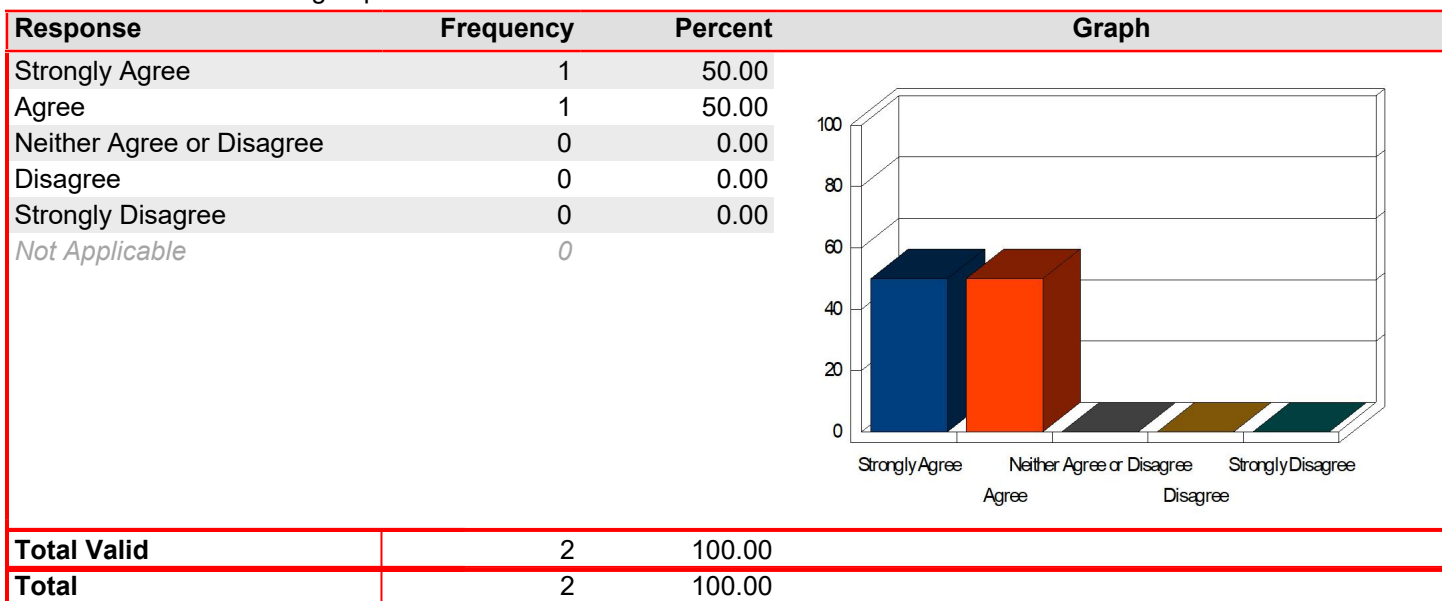 Response Frequency Percent Graph
Strongly Agree 1 50.00
Agree 1 50.00
Neither Agree or Disagree 0 0.00
Disagree 0 0.00
Strongly Disagree 0 0.00
Not Applicable 0
100
80
60
40
20
0
Strongly Agree Neither Agree or Disagree Strongly Disagree
Agree Disagree
Total Valid 2 100.00
Total 2 100.00